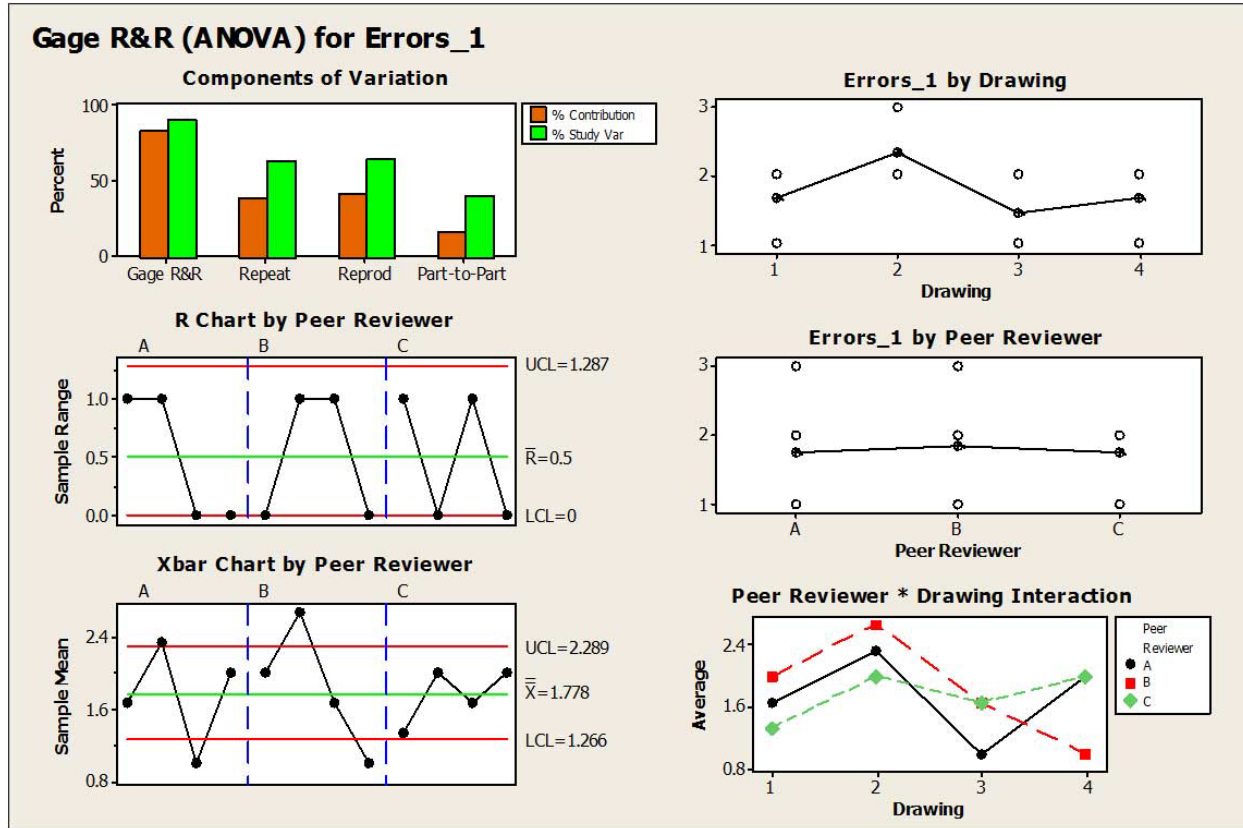 Gage R&R (ANOVA) for Errors_1
Components of Variation
100
50
0
Percent
Gage R&R Repeat Reprod Part-to-Part
% Contribution
% Study Var
R Chart by Peer Reviewer
A B C
1.0
0.5
0.0
Sample Range
UCL=1.287
R̅=0.5
LCL=0
Xbar Chart by Peer Reviewer
A B C
2.4
1.6
0.8
Sample Mean
UCL=2.289
X̿=1.778
LCL=1.266
Errors_1 by Drawing
3
2
1
1 2 3 4
Drawing
Errors_1 by Peer Reviewer
3
2
1
A B C
Peer Reviewer
Peer Reviewer * Drawing Interaction
2.4
1.6
0.8
Average
1 2 3 4
Drawing
Peer
Reviewer
A
B
C